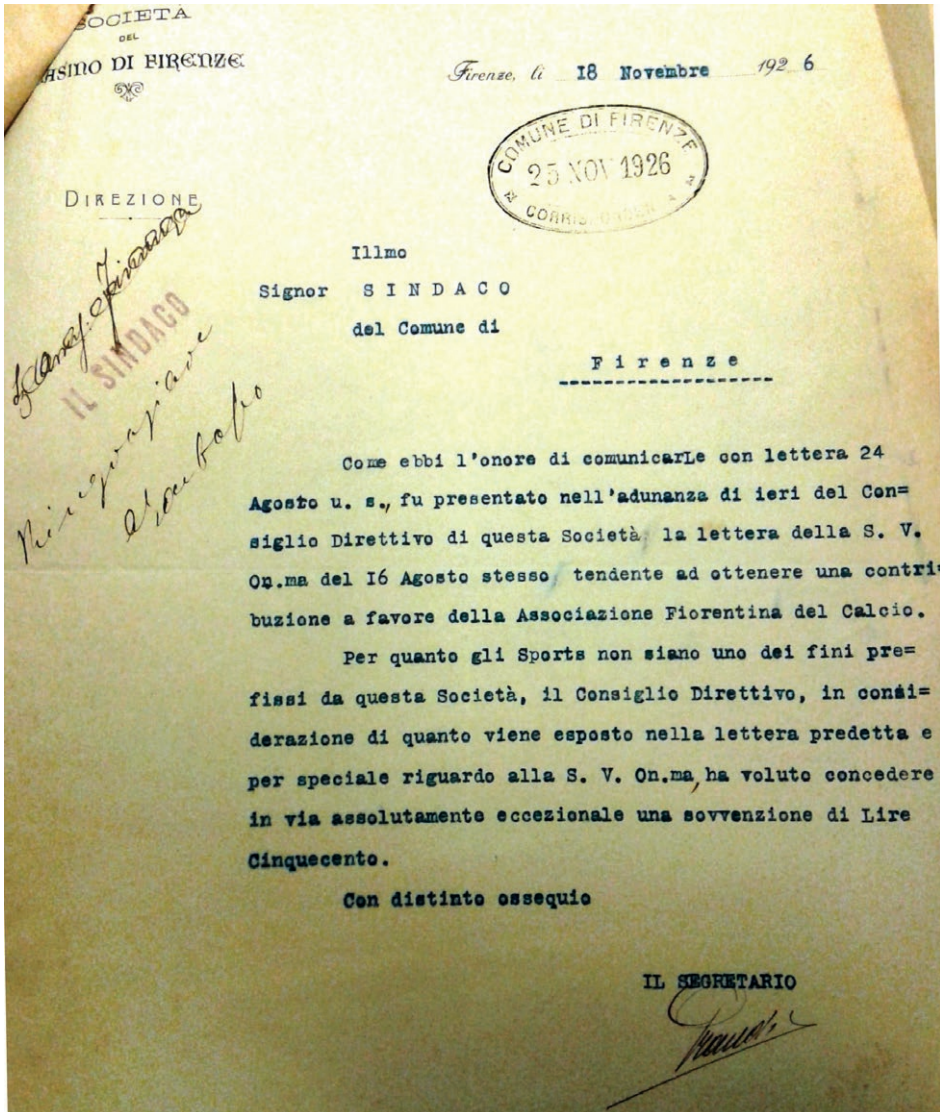 SOCIETÀ
DEL
ASINO DI FIRENZE
Firenze, li 18 Novembre 192 6
COMUNE DI FIRENZE
25 NOV 1926
DIREZIONE
Illmo
Signor S I N D A C O
del Comune di
F i r e n z e
IL SINDACO
Ringraziare
Come ebbi l'onore di comunicarLe con lettera 24
Agosto u. s., fu presentato nell'adunanza di ieri del Con=
siglio Direttivo di questa Società la lettera della S. V.
On.ma del I6 Agosto stesso tendente ad ottenere una contri=
buzione a favore della Associazione Fiorentina del Calcio.
Per quanto gli Sports non siano uno dei fini pre=
fissi da questa Società, il Consiglio Direttivo, in consi=
derazione di quanto viene esposto nella lettera predetta e
per speciale riguardo alla S. V. On.ma, ha voluto concedere
in via assolutamente eccezionale una sovvenzione di Lire
Cinquecento.
Con distinto ossequio
IL SEGRETARIO